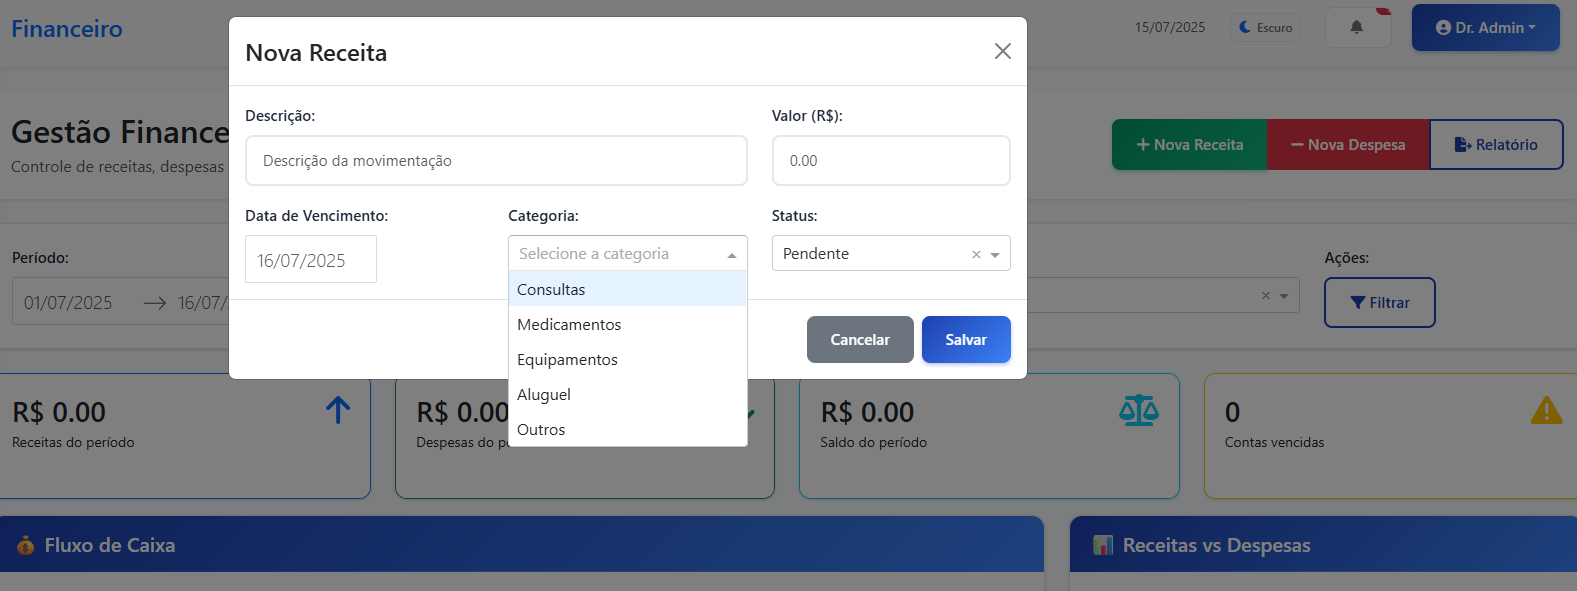 Financeiro
15/07/2025
Escuro
Dr. Admin
Nova Receita
Gestão Finance
Controle de receitas, despesas
Nova Receita
Nova Despesa
Relatório
Descrição:
Valor (R$):
Descrição da movimentação
0.00
Data de Vencimento:
Categoria:
Status:
16/07/2025
Selecione a categoria
Pendente
Consultas
Medicamentos
Equipamentos
Aluguel
Outros
Cancelar
Salvar
Período:
01/07/2025
16/07/
Ações:
Filtrar
R$ 0.00
Receitas do período
R$ 0.00
Despesas do p
R$ 0.00
Saldo do período
0
Contas vencidas
Fluxo de Caixa
Receitas vs Despesas